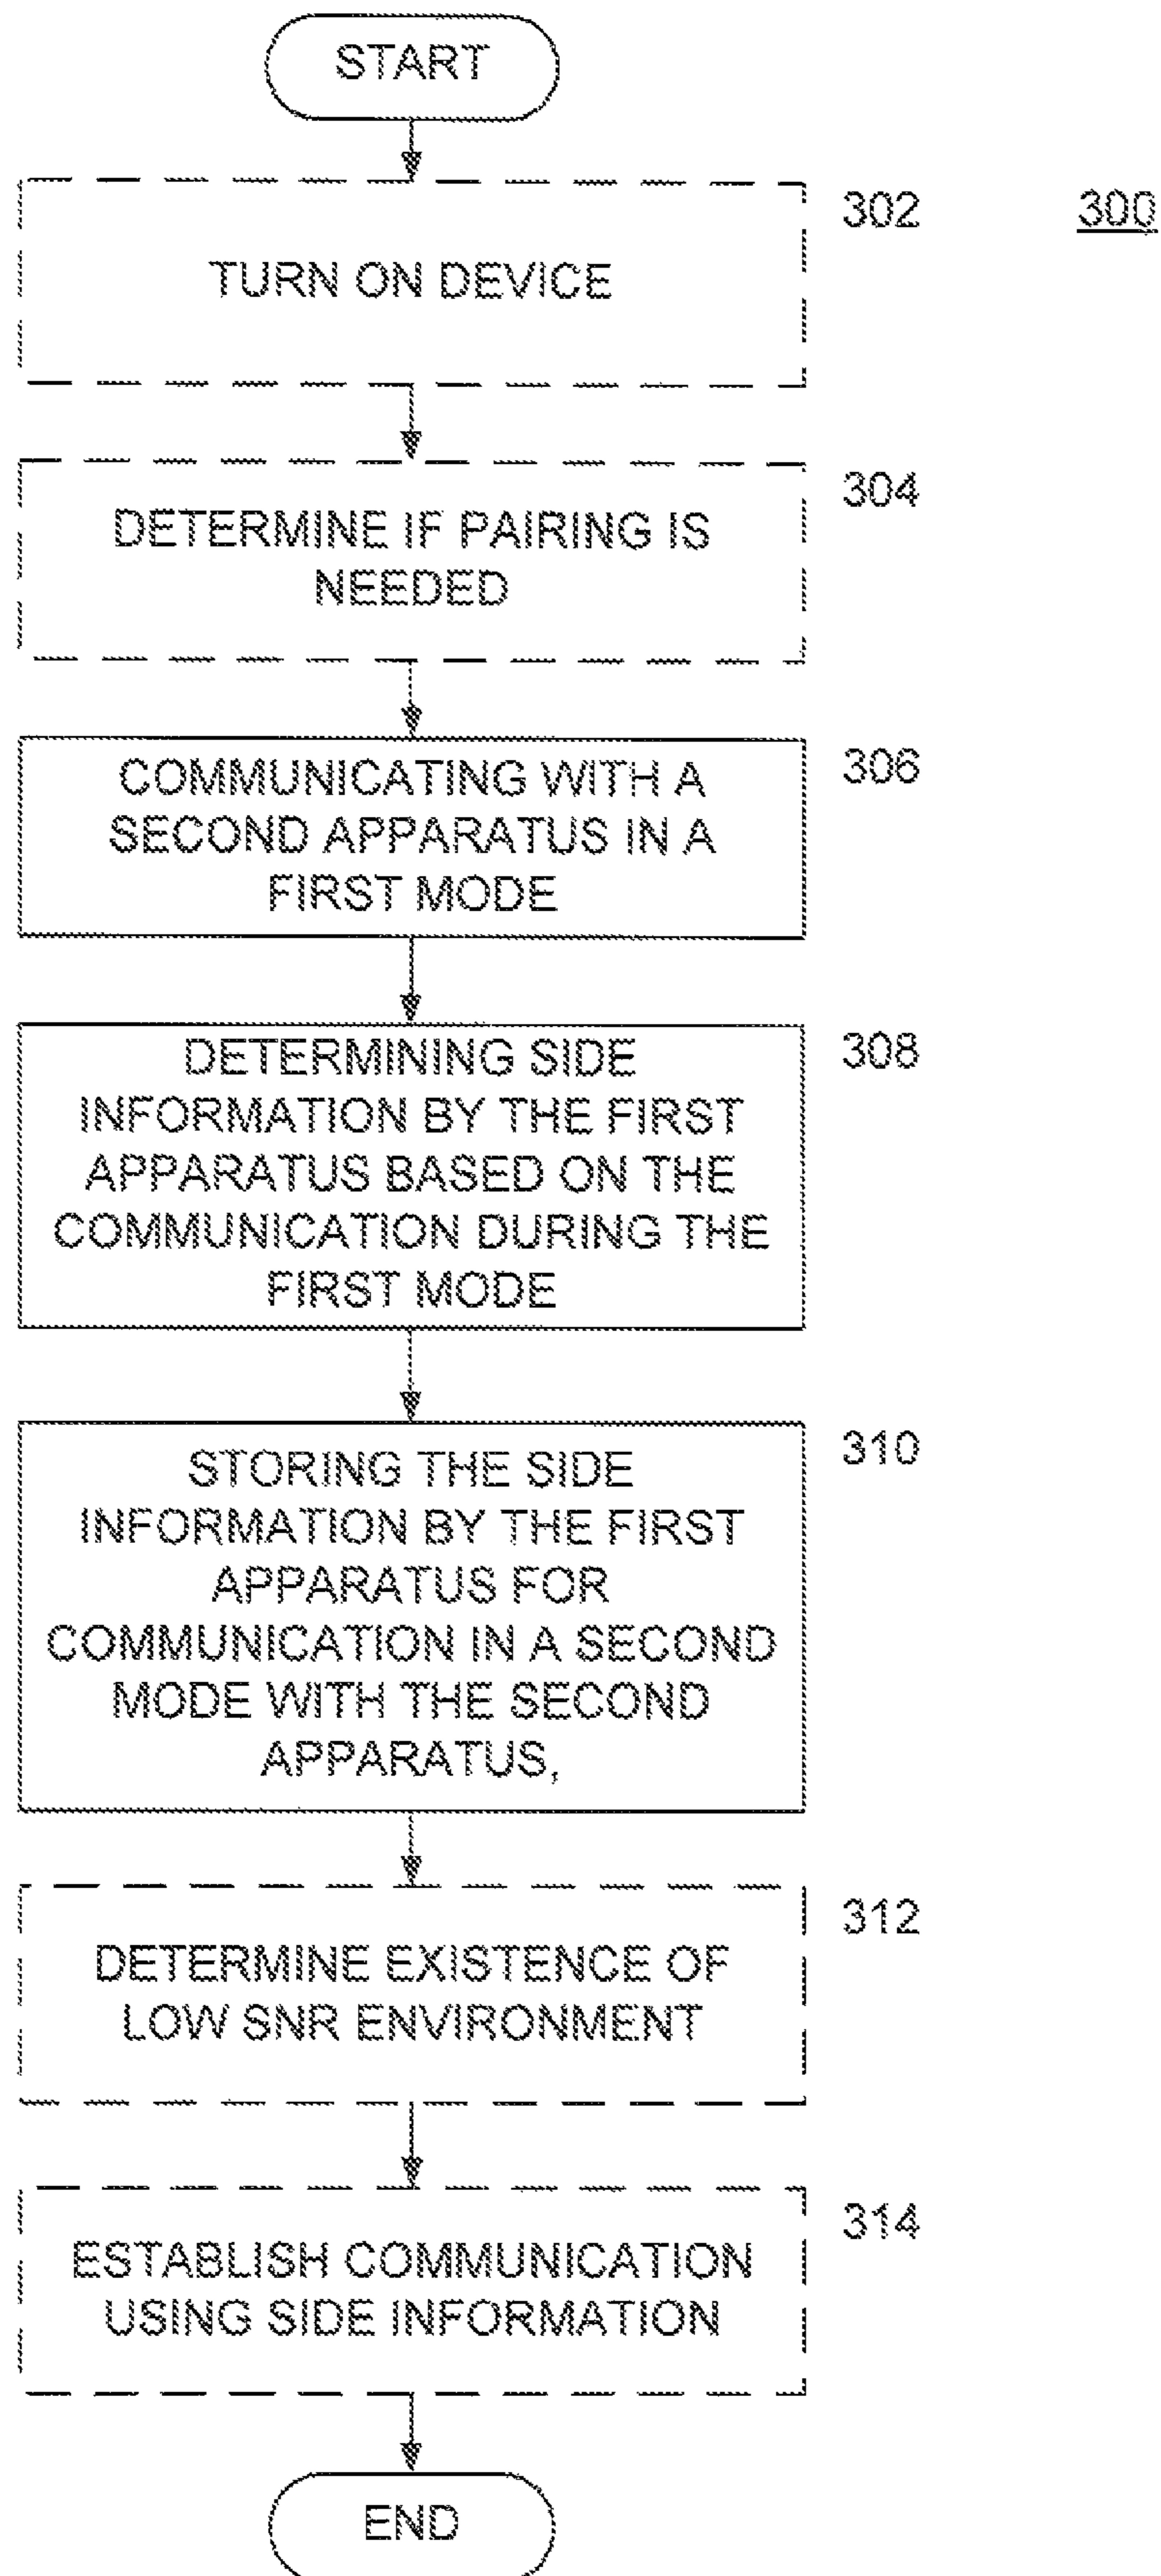 START
302
300
TURN ON DEVICE
304
DETERMINE IF PAIRING IS
NEEDED
306
COMMUNICATING WITH A
SECOND APPARATUS IN A
FIRST MODE
308
DETERMINING SIDE
INFORMATION BY THE FIRST
APPARATUS BASED ON THE
COMMUNICATION DURING THE
FIRST MODE
310
STORING THE SIDE
INFORMATION BY THE FIRST
APPARATUS FOR
COMMUNICATION IN A SECOND
MODE WITH THE SECOND
APPARATUS,
312
DETERMINE EXISTENCE OF
LOW SNR ENVIRONMENT
314
ESTABLISH COMMUNICATION
USING SIDE INFORMATION
END